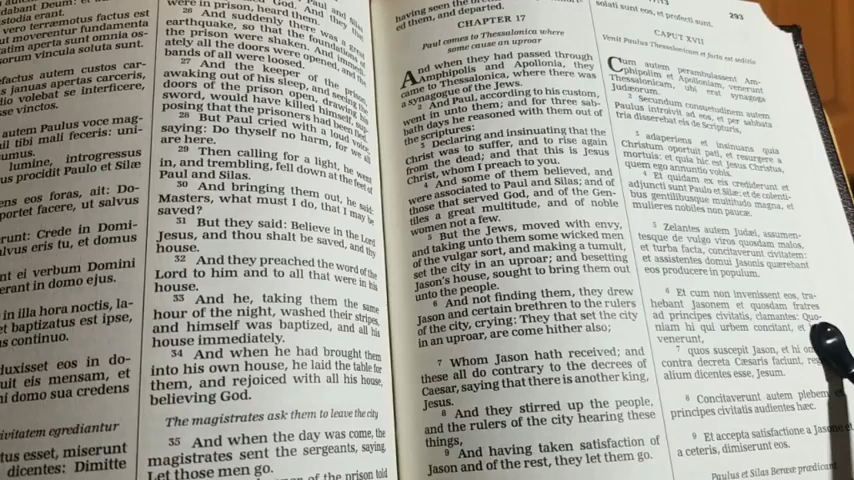 dabant Deum: et
terræmotus factus est
t moverentur fundamenta
tatim aperta sunt omnia os-
sorum vincula soluta sunt.
efactus autem custos car-
s januas apertas carceris,
dio volebat se interficere,
sse vinctos.
autem Paulus voce mag-
il tibi mali feceris: uni-
sumus.
lumine, introgressus
us procidit Paulo et Silæ
ens eos foras, ait: Do-
portet facere, ut salvus
erunt: Crede in Domi-
alvus eris tu, et domus
nt ei verbum Domini
erant in domo ejus.
in illa hora noctis, la-
et baptizatus est ipse,
us continuo.
duxisset eos in do-
uit eis mensam, et
ni domo sua credens
ivitatem egrediantur
tus esset, miserunt
dicentes: Dimitte
were in prison, heard them.
26 And suddenly there was a great
earthquake, so that the foundations of
the prison were shaken. And immedi-
ately all the doors were opened, and the
bands of all were loosed.
27 And the keeper of the prison,
awaking out of his sleep, and seeing the
doors of the prison open, drawing his
sword, would have killed himself, sup-
posing that the prisoners had been fled.
28 But Paul cried with a loud voice,
saying: Do thyself no harm, for we all
are here.
29 Then calling for a light, he went
in, and trembling, fell down at the feet of
Paul and Silas.
30 And bringing them out, he said:
Masters, what must I do, that I may be
saved?
31 But they said: Believe in the Lord
Jesus, and thou shalt be saved, and thy
house.
32 And they preached the word of the
Lord to him and to all that were in his
house.
33 And he, taking them the same
hour of the night, washed their stripes,
and himself was baptized, and all his
house immediately.
34 And when he had brought them
into his own house, he laid the table for
them, and rejoiced with all his house,
believing God.
The magistrates ask them to leave the city
35 And when the day was come, the
magistrates sent the sergeants, saying,
Let those men go.
of the prison told
having seen the
ed them, and departed.
CHAPTER 17
Paul comes to Thessalonica where
some cause an uproar
And when they had passed through
Amphipolis and Apollonia, they
came to Thessalonica, where there was
a synagogue of the Jews.
2 And Paul, according to his custom,
went in unto them; and for three sab-
bath days he reasoned with them out of
the scriptures:
3 Declaring and insinuating that the
Christ was to suffer, and to rise again
from the dead; and that this is Jesus
Christ, whom I preach to you.
4 And some of them believed, and
were associated to Paul and Silas; and of
those that served God, and of the Gen-
tiles a great multitude, and of noble
women not a few.
5 But the Jews, moved with envy,
and taking unto them some wicked men
of the vulgar sort, and making a tumult,
set the city in an uproar; and besetting
Jason's house, sought to bring them out
unto the people.
6 And not finding them, they drew
Jason and certain brethren to the rulers
of the city, crying: They that set the city
in an uproar, are come hither also;
7 Whom Jason hath received; and
these all do contrary to the decrees of
Caesar, saying that there is another king,
Jesus.
8 And they stirred up the people,
and the rulers of the city hearing these
things,
9 And having taken satisfaction of
Jason and of the rest, they let them go.
293
solati sunt eos, et profecti sunt.
CAPUT XVII
Venit Paulus Thessalonicen et facta est seditio
Cum autem perambulassent Am-
phipolim et Apolloniam, venerunt
Thessalonicam, ubi erat synagoga
Judæorum.
2 Secundum consuetudinem autem
Paulus introivit ad eos, et per sabbata
tria disserebat eis de Scripturis,
3 adaperiens et insinuans quia
Christum oportuit pati, et resurgere a
mortuis: et quia hic est Jesus Christus,
quem ego annuntio vobis.
4 Et quidam ex eis crediderunt et
adjuncti sunt Paulo et Silæ: et de colenti-
bus gentilibusque multitudo magna, et
mulieres nobiles non paucæ.
5 Zelantes autem Judæi, assumen-
tesque de vulgo viros quosdam malos,
et turba facta, concitaverunt civitatem:
et assistentes domui Jasonis quærebant
eos producere in populum.
6 Et cum non invenissent eos, tra-
hebant Jasonem et quosdam fratres
ad principes civitatis, clamantes: Quo-
niam hi qui urbem concitant, et h
venerunt,
7 quos suscepit Jason, et hi om
contra decreta Cæsaris faciunt, reg
alium dicentes esse, Jesum.
8 Concitaverunt autem plebem e
principes civitatis audientes hæc.
9 Et accepta satisfactione a Jasone et
a ceteris, dimiserunt eos.
Paulus et Silas Berœæ prædicant